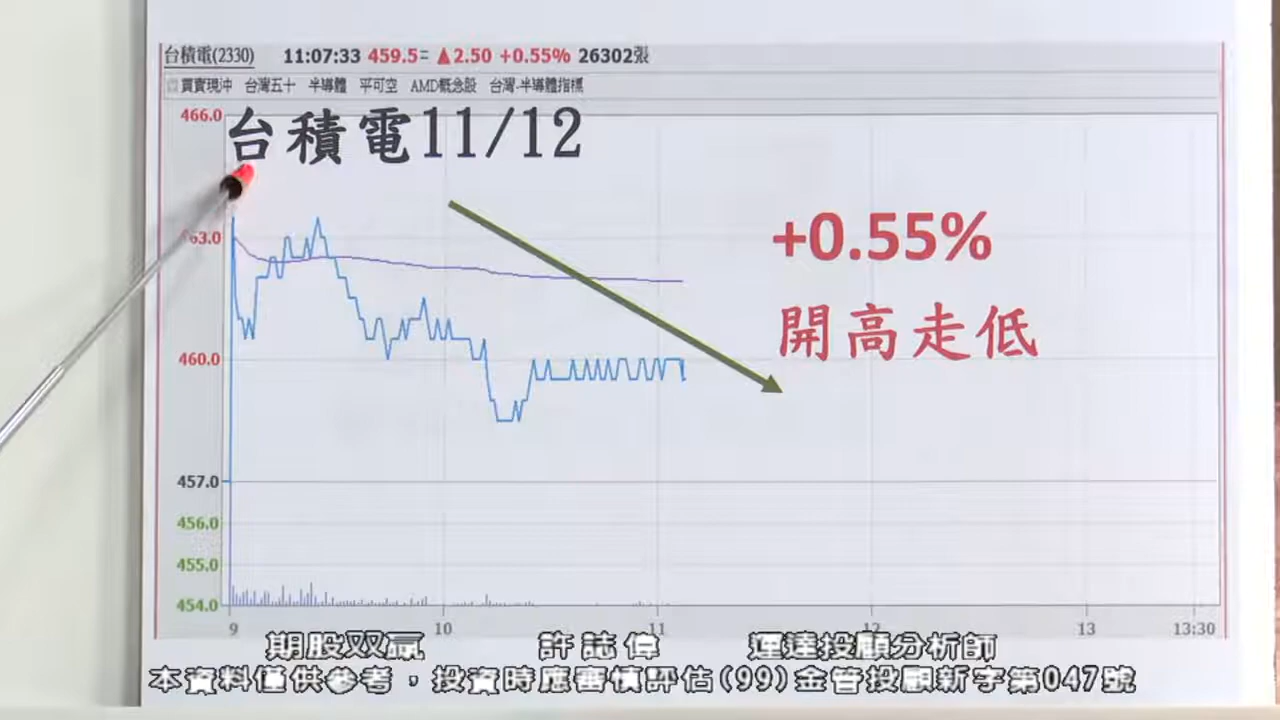 台積電(2330) 11:07:33 459.5= ▲2.50 +0.55% 26302張
買賣現沖 台灣五十 半導體 平可空 AMD概念股 台灣-半導體指標
466.0
台積電11/12
+0.55%
463.0
開高走低
460.0
457.0
456.0
455.0
454.0
9 10 11 12 13 13:30
期股双贏 許誌偉 運達投顧分析師
本資料僅供參考，投資時應審慎評估(99)金管投顧新字第047號